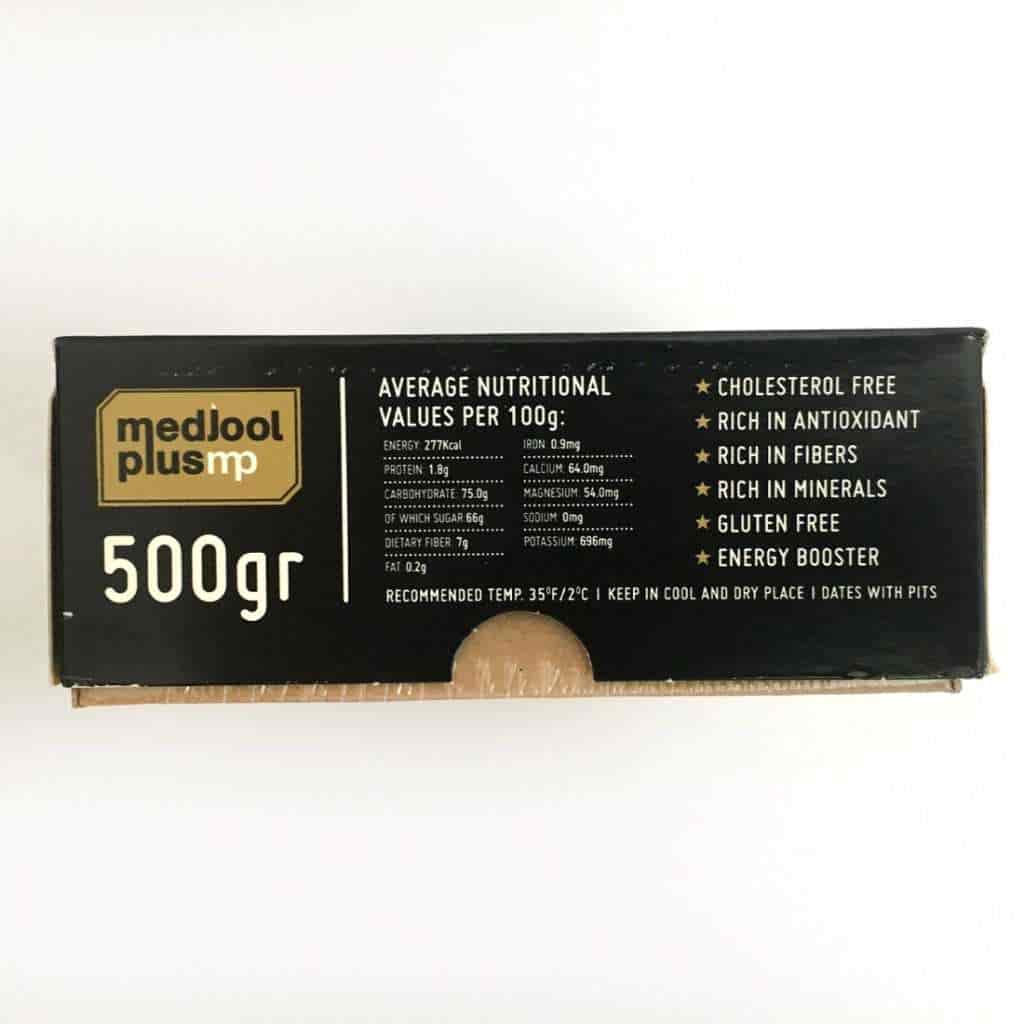 medjool
plus mp
500gr
AVERAGE NUTRITIONAL
VALUES PER 100g:
ENERGY: 277Kcal
PROTEIN: 1.8g
CARBOHYDRATE: 75.0g
OF WHICH SUGAR:66g
DIETARY FIBER: 7g
FAT: 0.2g
IRON: 0.9mg
CALCIUM: 64.0mg
MAGNESIUM: 54.0mg
SODIUM: 0mg
POTASSIUM: 696mg
★ CHOLESTEROL FREE
★ RICH IN ANTIOXIDANT
★ RICH IN FIBERS
★ RICH IN MINERALS
★ GLUTEN FREE
★ ENERGY BOOSTER
RECOMMENDED TEMP. 35°F/2°C | KEEP IN COOL AND DRY PLACE | DATES WITH PITS